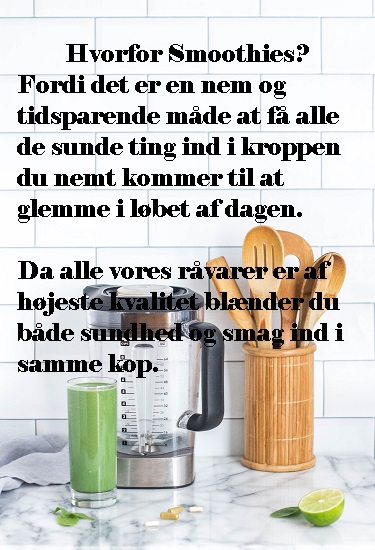 Hvorfor Smoothies?
Fordi det er en nem og
tidsparende måde at få alle
de sunde ting ind i kroppen
du nemt kommer til at
glemme i løbet af dagen.
Da alle vores råvarer er af
højeste kvalitet blænder du
både sundhed og smag ind i
samme kop.